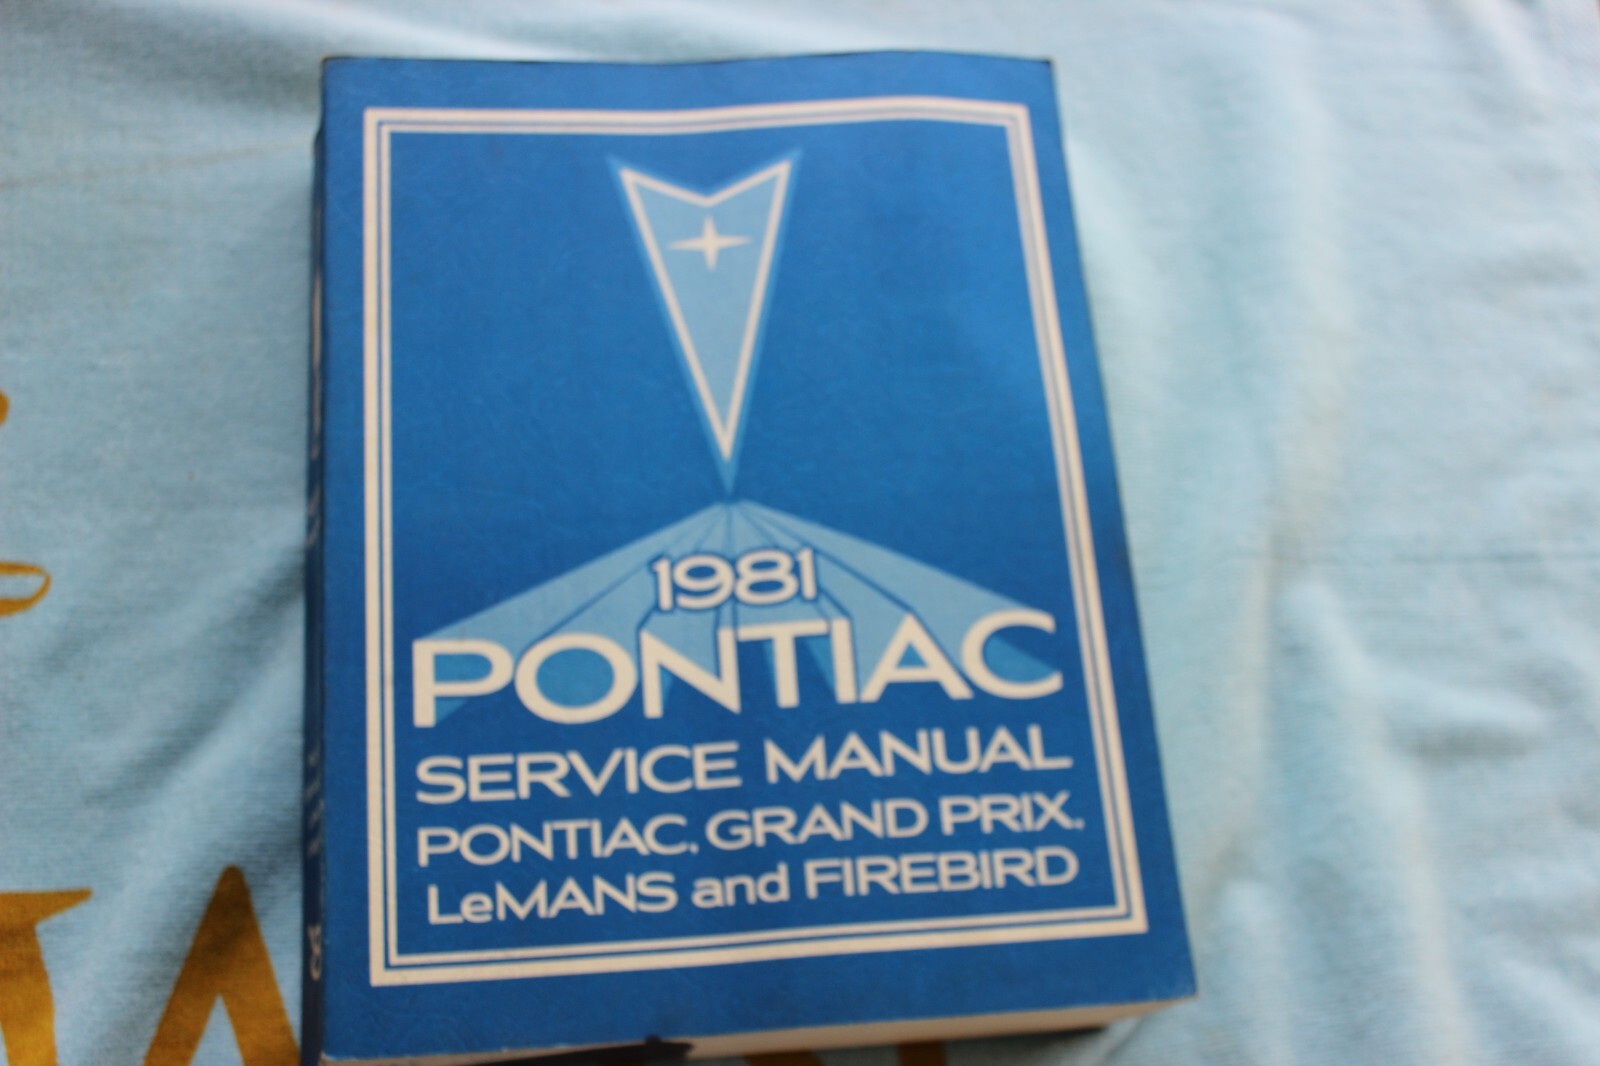 1981
PONTIAC
SERVICE MANUAL
PONTIAC, GRAND PRIX,
LeMANS and FIREBIRD